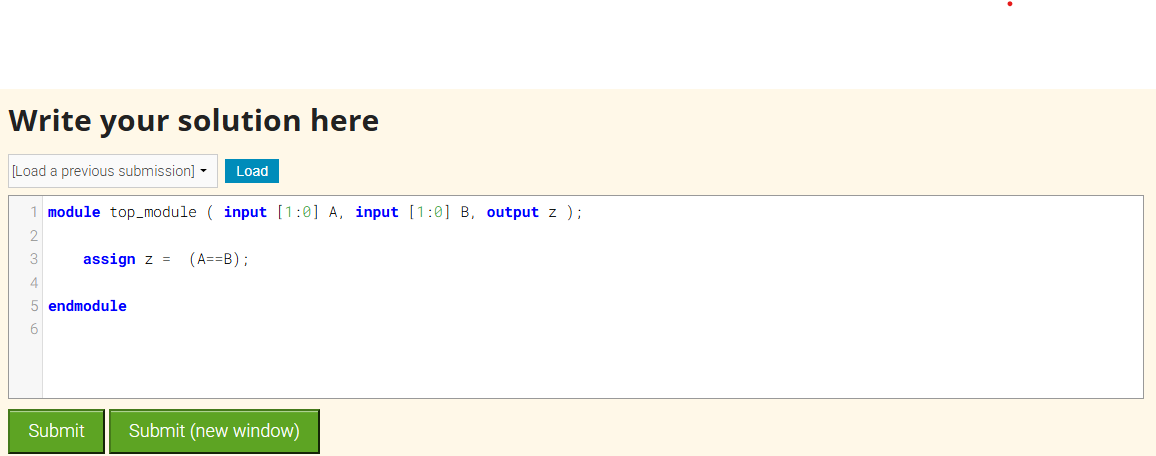 Write your solution here
[Load a previous submission] Load
1 module top_module ( input [1:0] A, input [1:0] B, output z );
2
3     assign z =  (A==B);
4
5 endmodule
6
Submit Submit (new window)